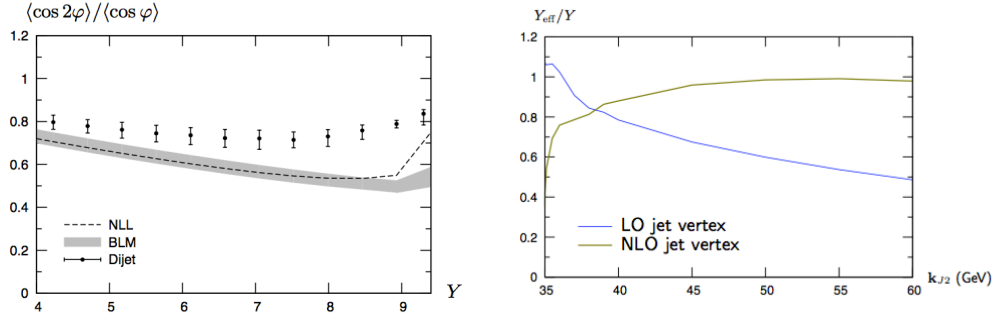 ⟨cos 2φ⟩/⟨cos φ⟩
1.2
1
0.8
0.6
0.4
0.2
0
NLL
BLM
Dijet
4 5 6 7 8 9 Y
Y_eff/Y
1.2
1
0.8
0.6
0.4
0.2
0
LO jet vertex
NLO jet vertex
35 40 45 50 55 60 k_J2 (GeV)